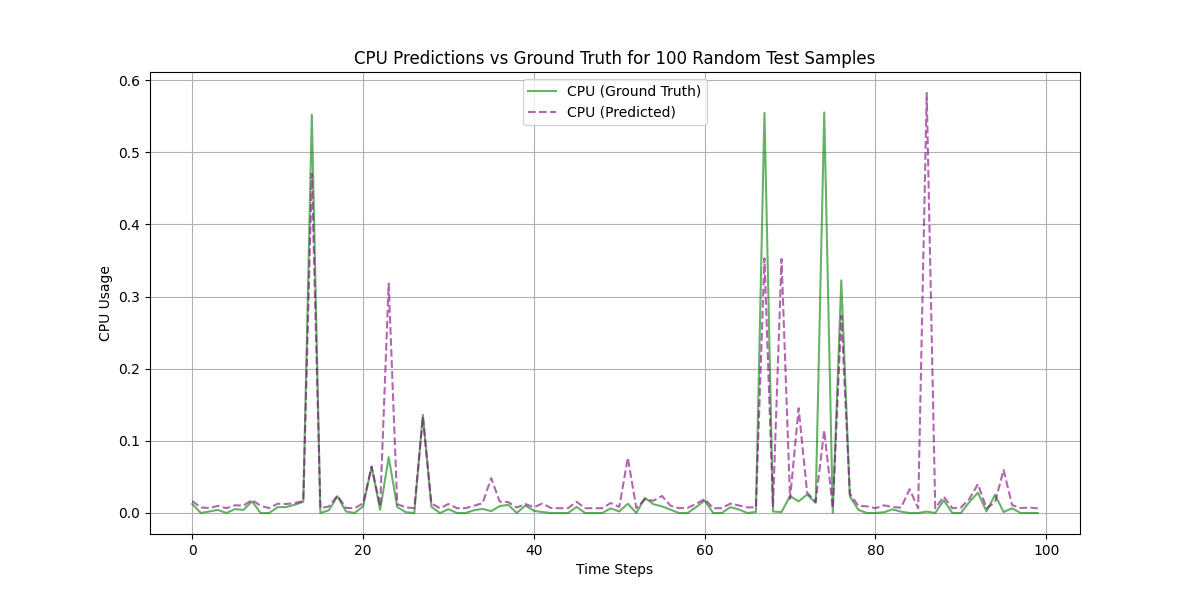 CPU Predictions vs Ground Truth for 100 Random Test Samples
CPU (Ground Truth)
CPU (Predicted)
CPU Usage
0.6
0.5
0.4
0.3
0.2
0.1
0.0
0 20 40 60 80 100
Time Steps